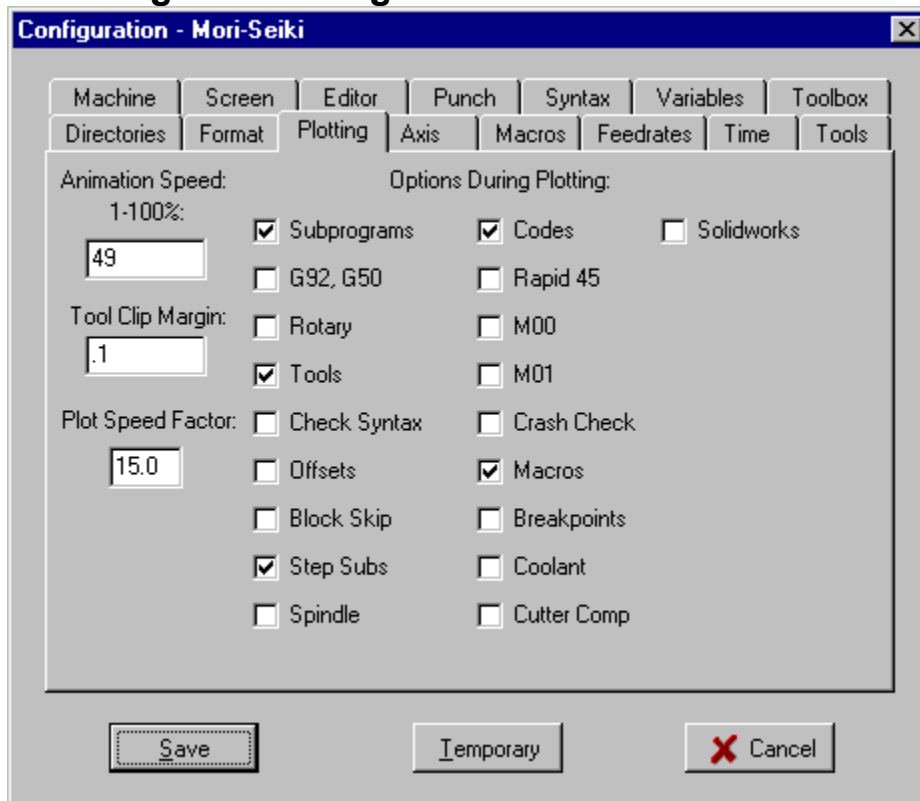 Configuration - Mori-Seiki
Machine Screen Editor Punch Syntax Variables Toolbox
Directories Format Plotting Axis Macros Feedrates Time Tools
Animation Speed: Options During Plotting:
1-100%:
Subprograms Codes Solidworks
49
G92, G50 Rapid 45
Tool Clip Margin: Rotary M00
.1
Tools M01
Plot Speed Factor: Check Syntax Crash Check
15.0 Offsets Macros
Block Skip Breakpoints
Step Subs Coolant
Spindle Cutter Comp
Save Temporary Cancel